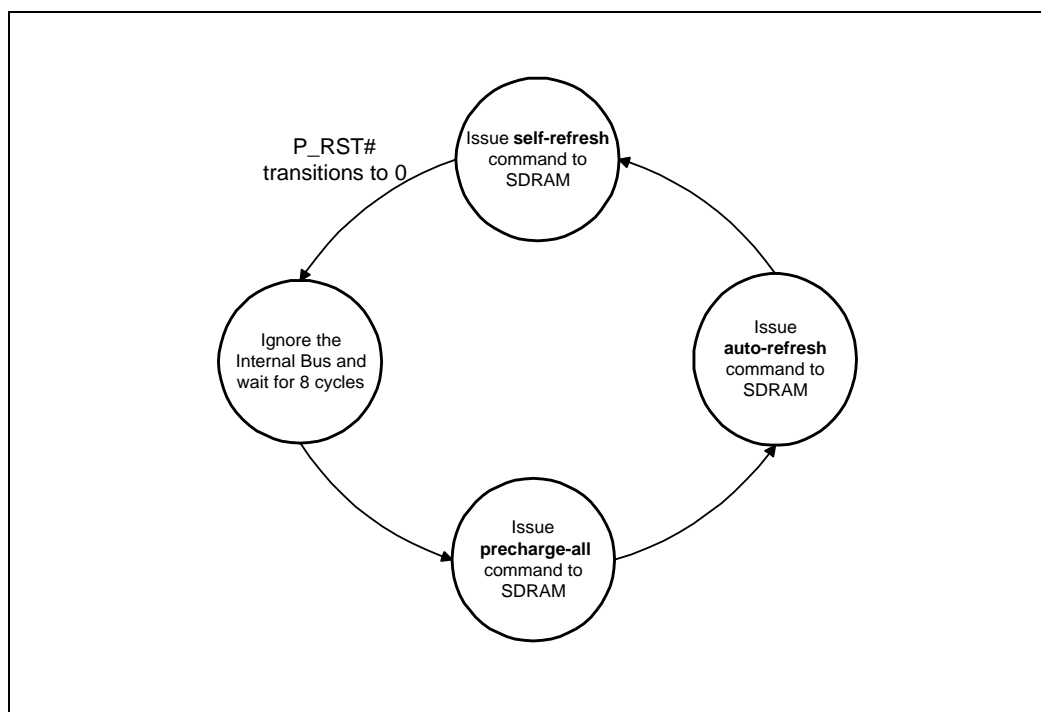 Issue self-refresh
command to
SDRAM
P_RST#
transitions to 0
Ignore the
Internal Bus and
wait for 8 cycles
Issue
auto-refresh
command to
SDRAM
Issue
precharge-all
command to
SDRAM